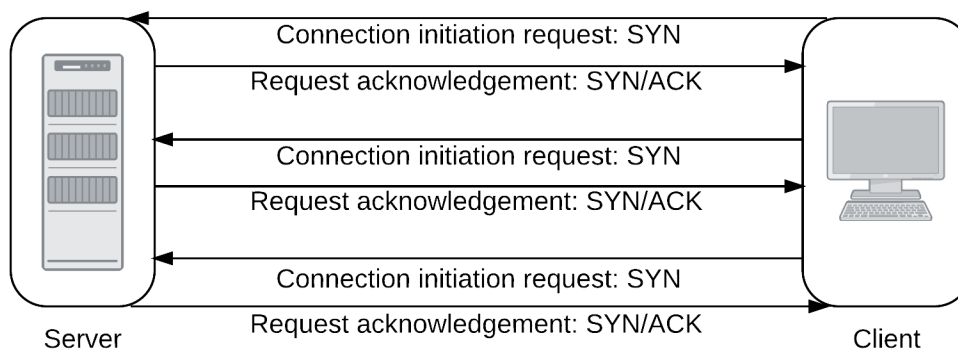 Connection initiation request: SYN
Request acknowledgement: SYN/ACK
Connection initiation request: SYN
Request acknowledgement: SYN/ACK
Connection initiation request: SYN
Request acknowledgement: SYN/ACK
Server
Client